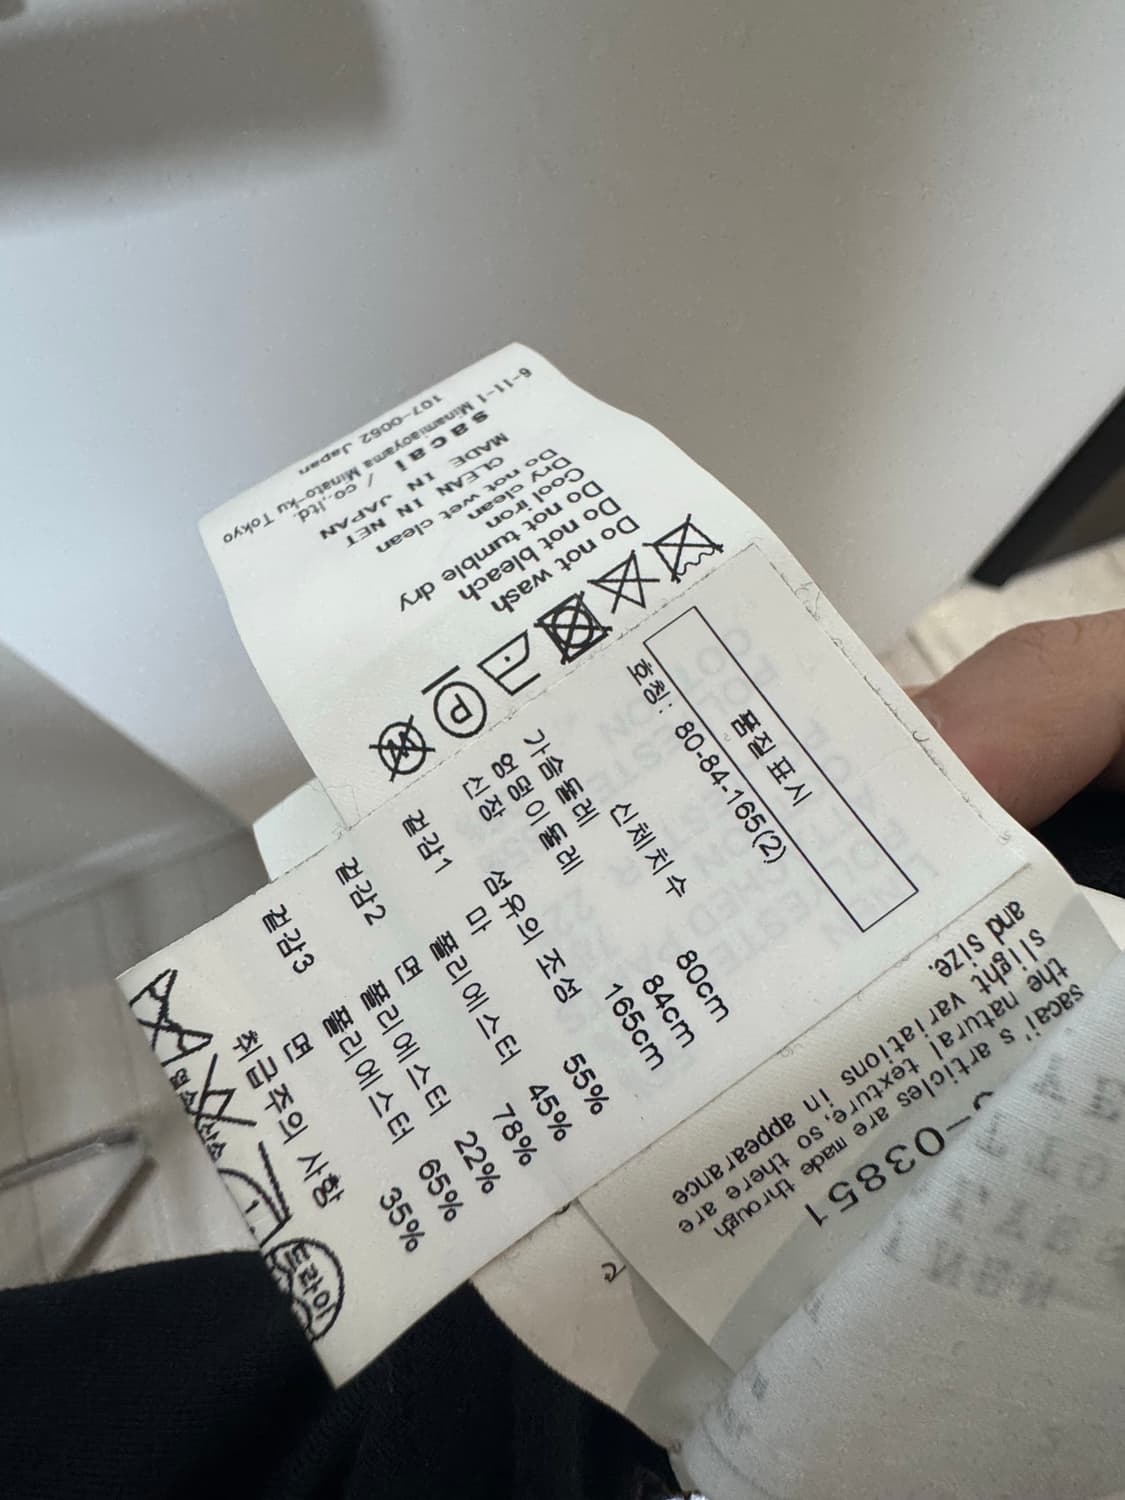 Do not wash
Do not bleach
Do not tumble dry
Cool iron
Dry clean
Do not wet clean
CLEAN IN NET
MADE IN JAPAN
sacai / co.,ltd.
6-11-1 Minamiaoyama Minato-ku Tokyo
107-0062 Japan
P
W
품질 표시
호칭: 80-84-165(2)
신체치수
가슴둘레 80cm
엉덩이둘레 84cm
신장 165cm
섬유의 조성
겉감1 마 55%
폴리에스터 45%
겉감2 면 78%
폴리에스터 22%
겉감3 폴리에스터 65%
면 35%
취급주의 사항
드라이
-03851
sacai's articles are made through
the natural texture, so there are
slight variations in appearance
and size.